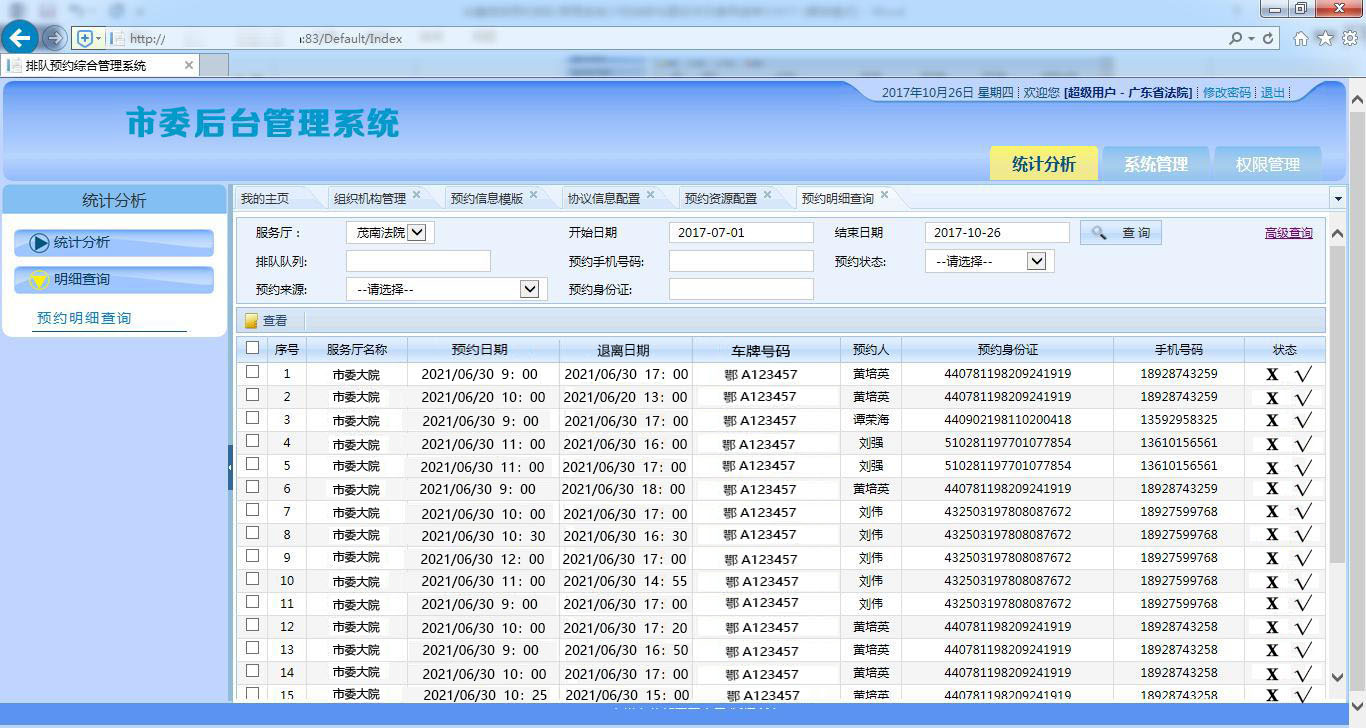 http:// :83/Default/Index
排队预约综合管理系统
2017年10月26日 星期四 欢迎您 [超级用户 - 广东省法院] 修改密码 退出
市委后台管理系统
统计分析 系统管理 权限管理
统计分析
统计分析
明细查询
预约明细查询
我的主页 组织机构管理 预约信息模版 协议信息配置 预约资源配置 预约明细查询
服务厅: 茂南法院 开始日期 2017-07-01 结束日期 2017-10-26 查 询 高级查询
排队队列: 预约手机号码: 预约状态: --请选择--
预约来源: --请选择-- 预约身份证:
查看
序号 服务厅名称 预约日期 退离日期 车牌号码 预约人 预约身份证 手机号码 状态
1 市委大院 2021/06/30 9:00 2021/06/30 17:00 鄂 A123457 黄培英 440781198209241919 18928743259 X √
2 市委大院 2021/06/20 10:00 2021/06/20 13:00 鄂 A123457 黄培英 440781198209241919 18928743259 X √
3 市委大院 2021/06/30 9:00 2021/06/30 17:00 鄂 A123457 谭荣海 440902198110200418 13592958325 X √
4 市委大院 2021/06/30 11:00 2021/06/30 16:00 鄂 A123457 刘强 510281197701077854 13610156561 X √
5 市委大院 2021/06/30 11:00 2021/06/30 17:00 鄂 A123457 刘强 510281197701077854 13610156561 X √
6 市委大院 2021/06/30 9:00 2021/06/30 18:00 鄂 A123457 黄培英 440781198209241919 18928743259 X √
7 市委大院 2021/06/30 10:00 2021/06/30 17:00 鄂 A123457 刘伟 432503197808087672 18927599768 X √
8 市委大院 2021/06/30 10:30 2021/06/30 16:30 鄂 A123457 刘伟 432503197808087672 18927599768 X √
9 市委大院 2021/06/30 12:00 2021/06/30 17:00 鄂 A123457 刘伟 432503197808087672 18927599768 X √
10 市委大院 2021/06/30 11:00 2021/06/30 14:55 鄂 A123457 刘伟 432503197808087672 18927599768 X √
11 市委大院 2021/06/30 9:00 2021/06/30 17:00 鄂 A123457 刘伟 432503197808087672 18927599768 X √
12 市委大院 2021/06/30 10:00 2021/06/30 17:20 鄂 A123457 黄培英 440781198209241919 18928743258 X √
13 市委大院 2021/06/30 9:00 2021/06/30 16:50 鄂 A123457 黄培英 440781198209241919 18928743258 X √
14 市委大院 2021/06/30 10:00 2021/06/30 17:00 鄂 A123457 黄培英 440781198209241919 18928743258 X √
15 市委大院 2021/06/30 10:25 2021/06/30 15:00 鄂 A123457 黄培英 440781198209241919 18928743258 X √